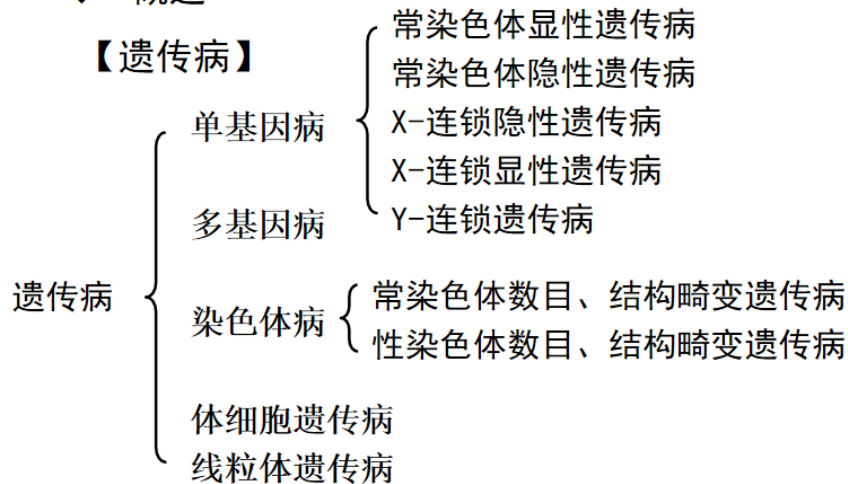 【遗传病】
遗传病
单基因病
常染色体显性遗传病
常染色体隐性遗传病
X-连锁隐性遗传病
X-连锁显性遗传病
Y-连锁遗传病
多基因病
染色体病
常染色体数目、结构畸变遗传病
性染色体数目、结构畸变遗传病
体细胞遗传病
线粒体遗传病